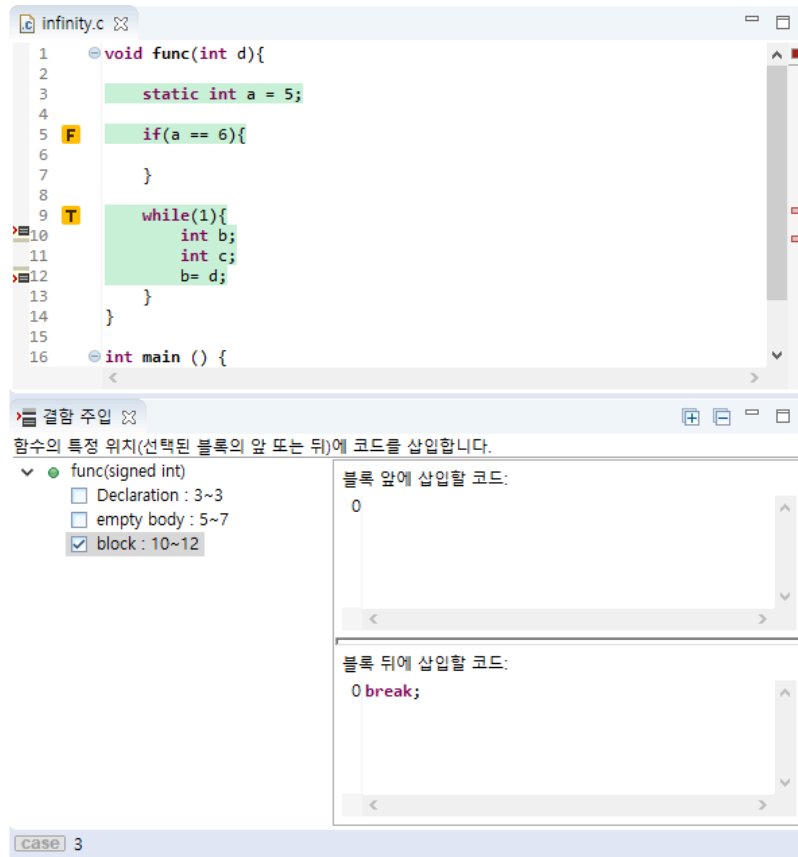 infinity.c
1 void func(int d){
2
3 static int a = 5;
4
5 F if(a == 6){
6
7 }
8
9 T while(1){
10 int b;
11 int c;
12 b= d;
13 }
14 }
15
16 int main () {
결함 주입
함수의 특정 위치(선택된 블록의 앞 또는 뒤)에 코드를 삽입합니다.
func(signed int)
Declaration : 3~3
empty body : 5~7
block : 10~12
블록 앞에 삽입할 코드:
0
블록 뒤에 삽입할 코드:
0 break;
case 3